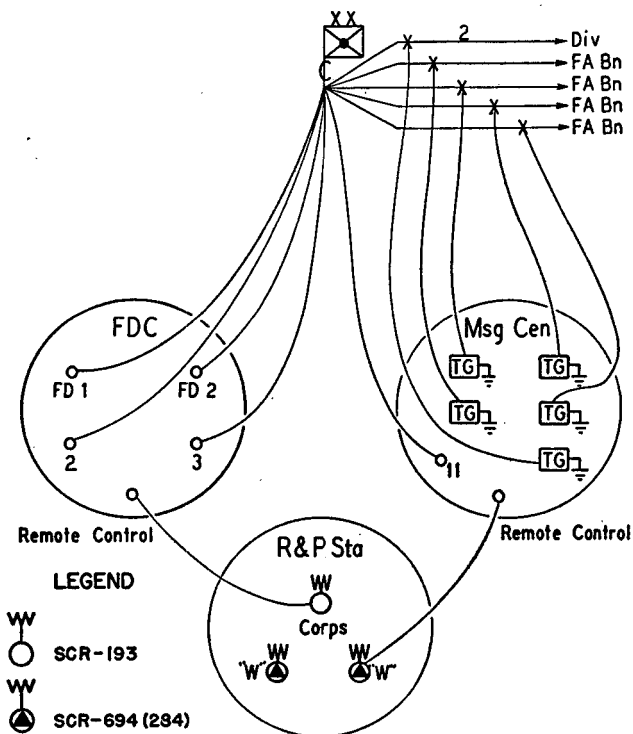 XX
C
2
Div
FA Bn
FA Bn
FA Bn
FA Bn
FDC
FD 1
FD 2
2
3
Remote Control
Msg Cen
TG
TG
TG
TG
TG
11
Remote Control
R&P Sta
Corps
"W"
"W"
LEGEND
SCR-193
SCR-694 (284)